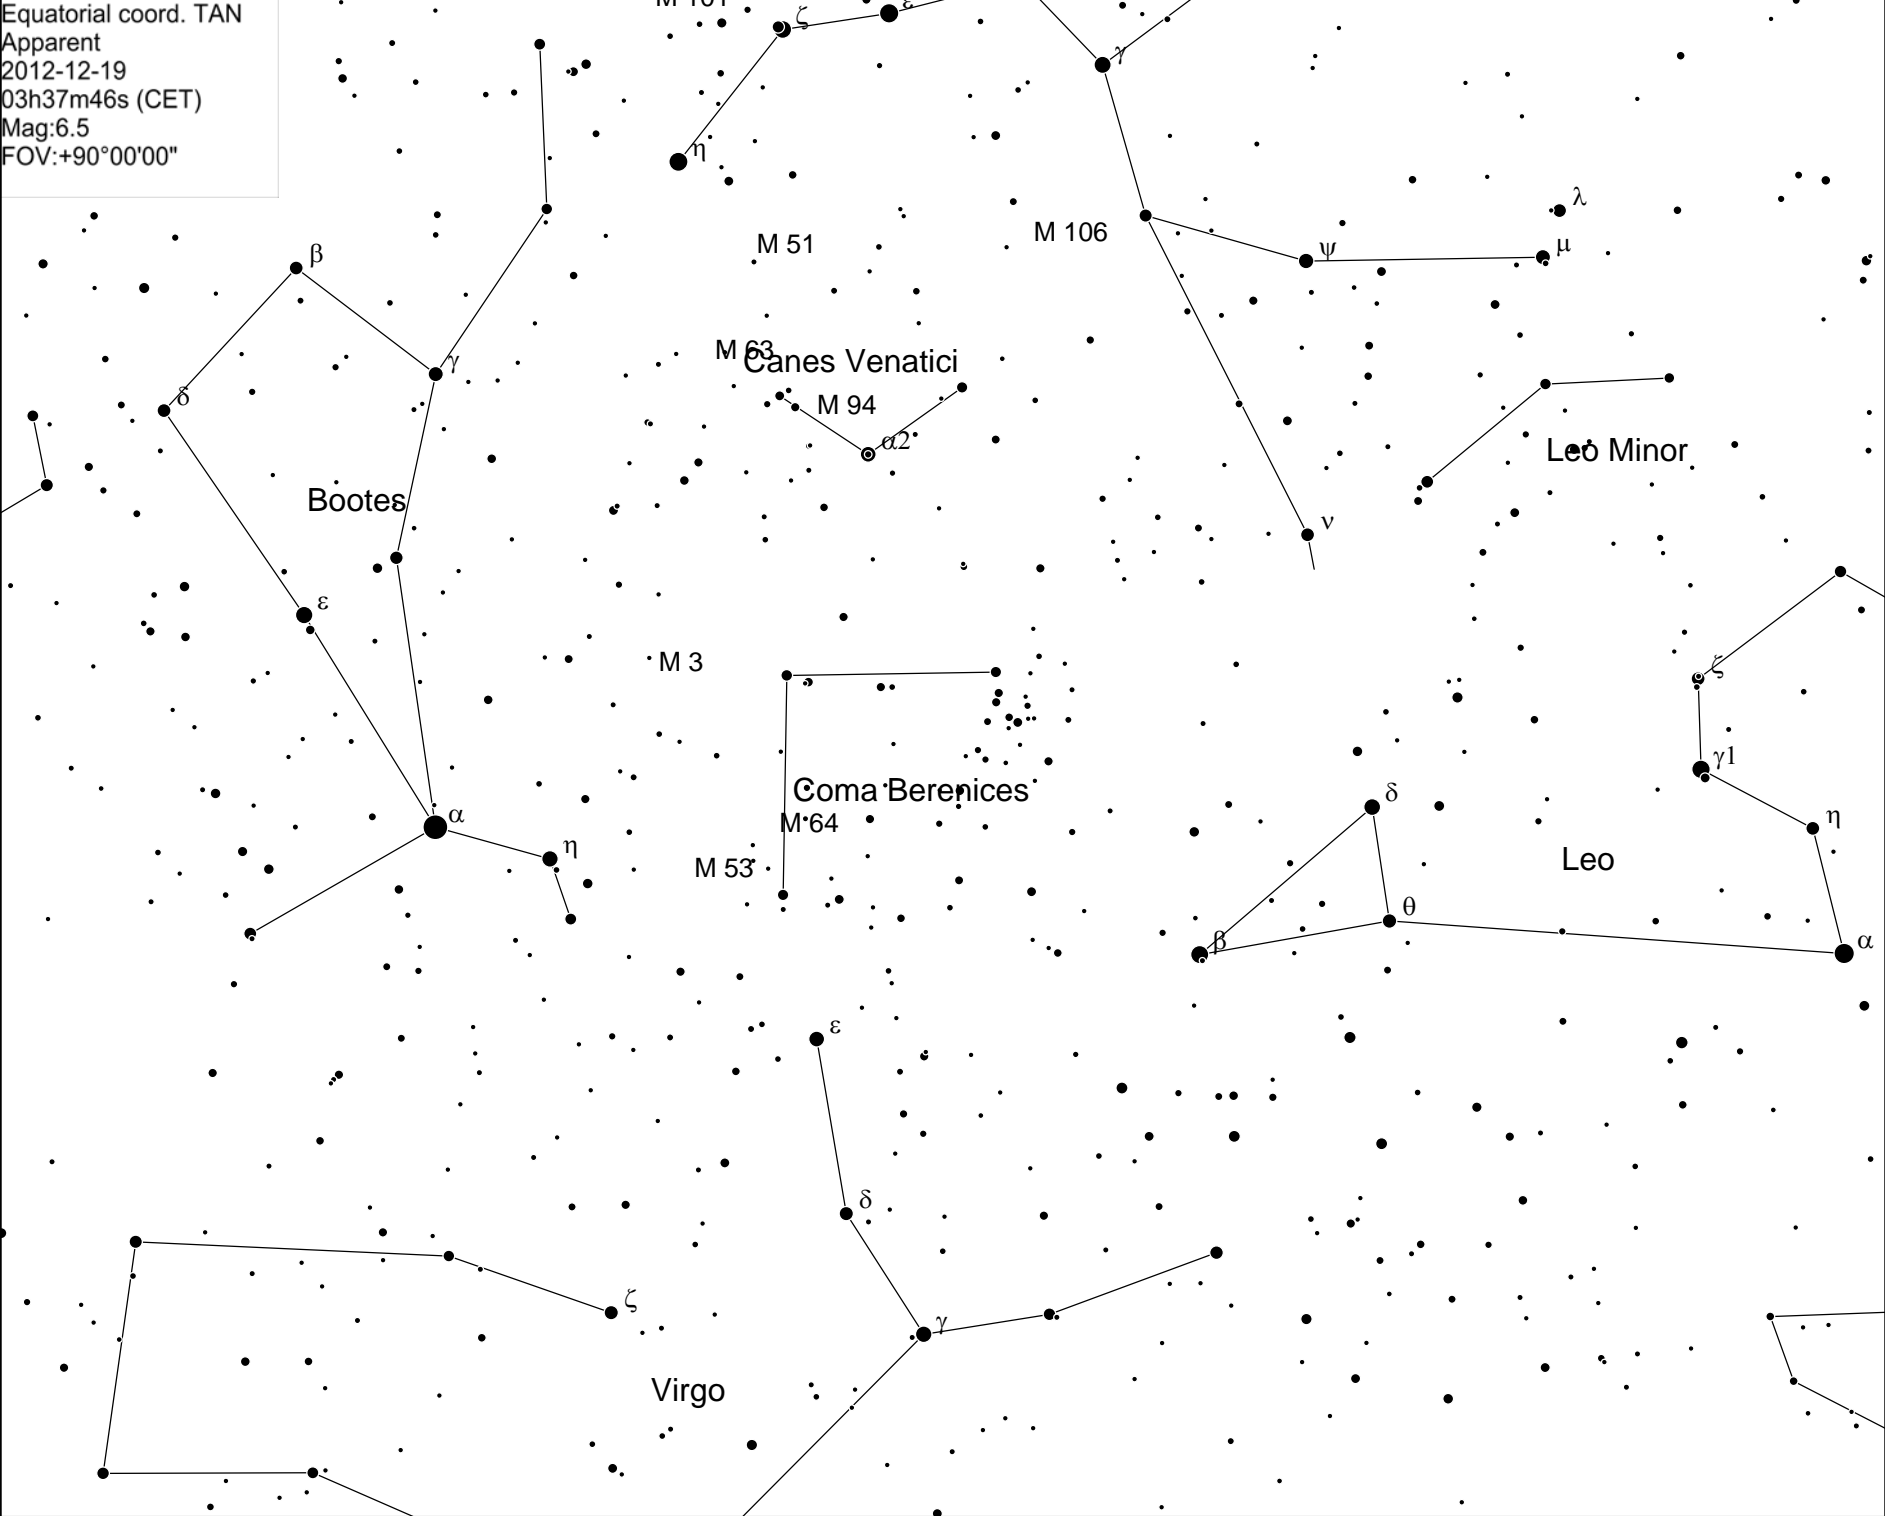 Equatorial coord. TAN
Apparent
2012-12-19
03h37m46s (CET)
Mag:6.5
FOV:+90°00'00"
M 101
ζ
ε
γ
η
λ
M 51
M 106
ψ
μ
β
M 63
Canes Venatici
γ
δ
M 94
α2
Leo Minor
Bootes
ν
ε
M 3
ζ
γ1
Coma Berenices
δ
α
M 64
η
η
M 53
Leo
θ
β
α
ε
δ
ζ
γ
Virgo